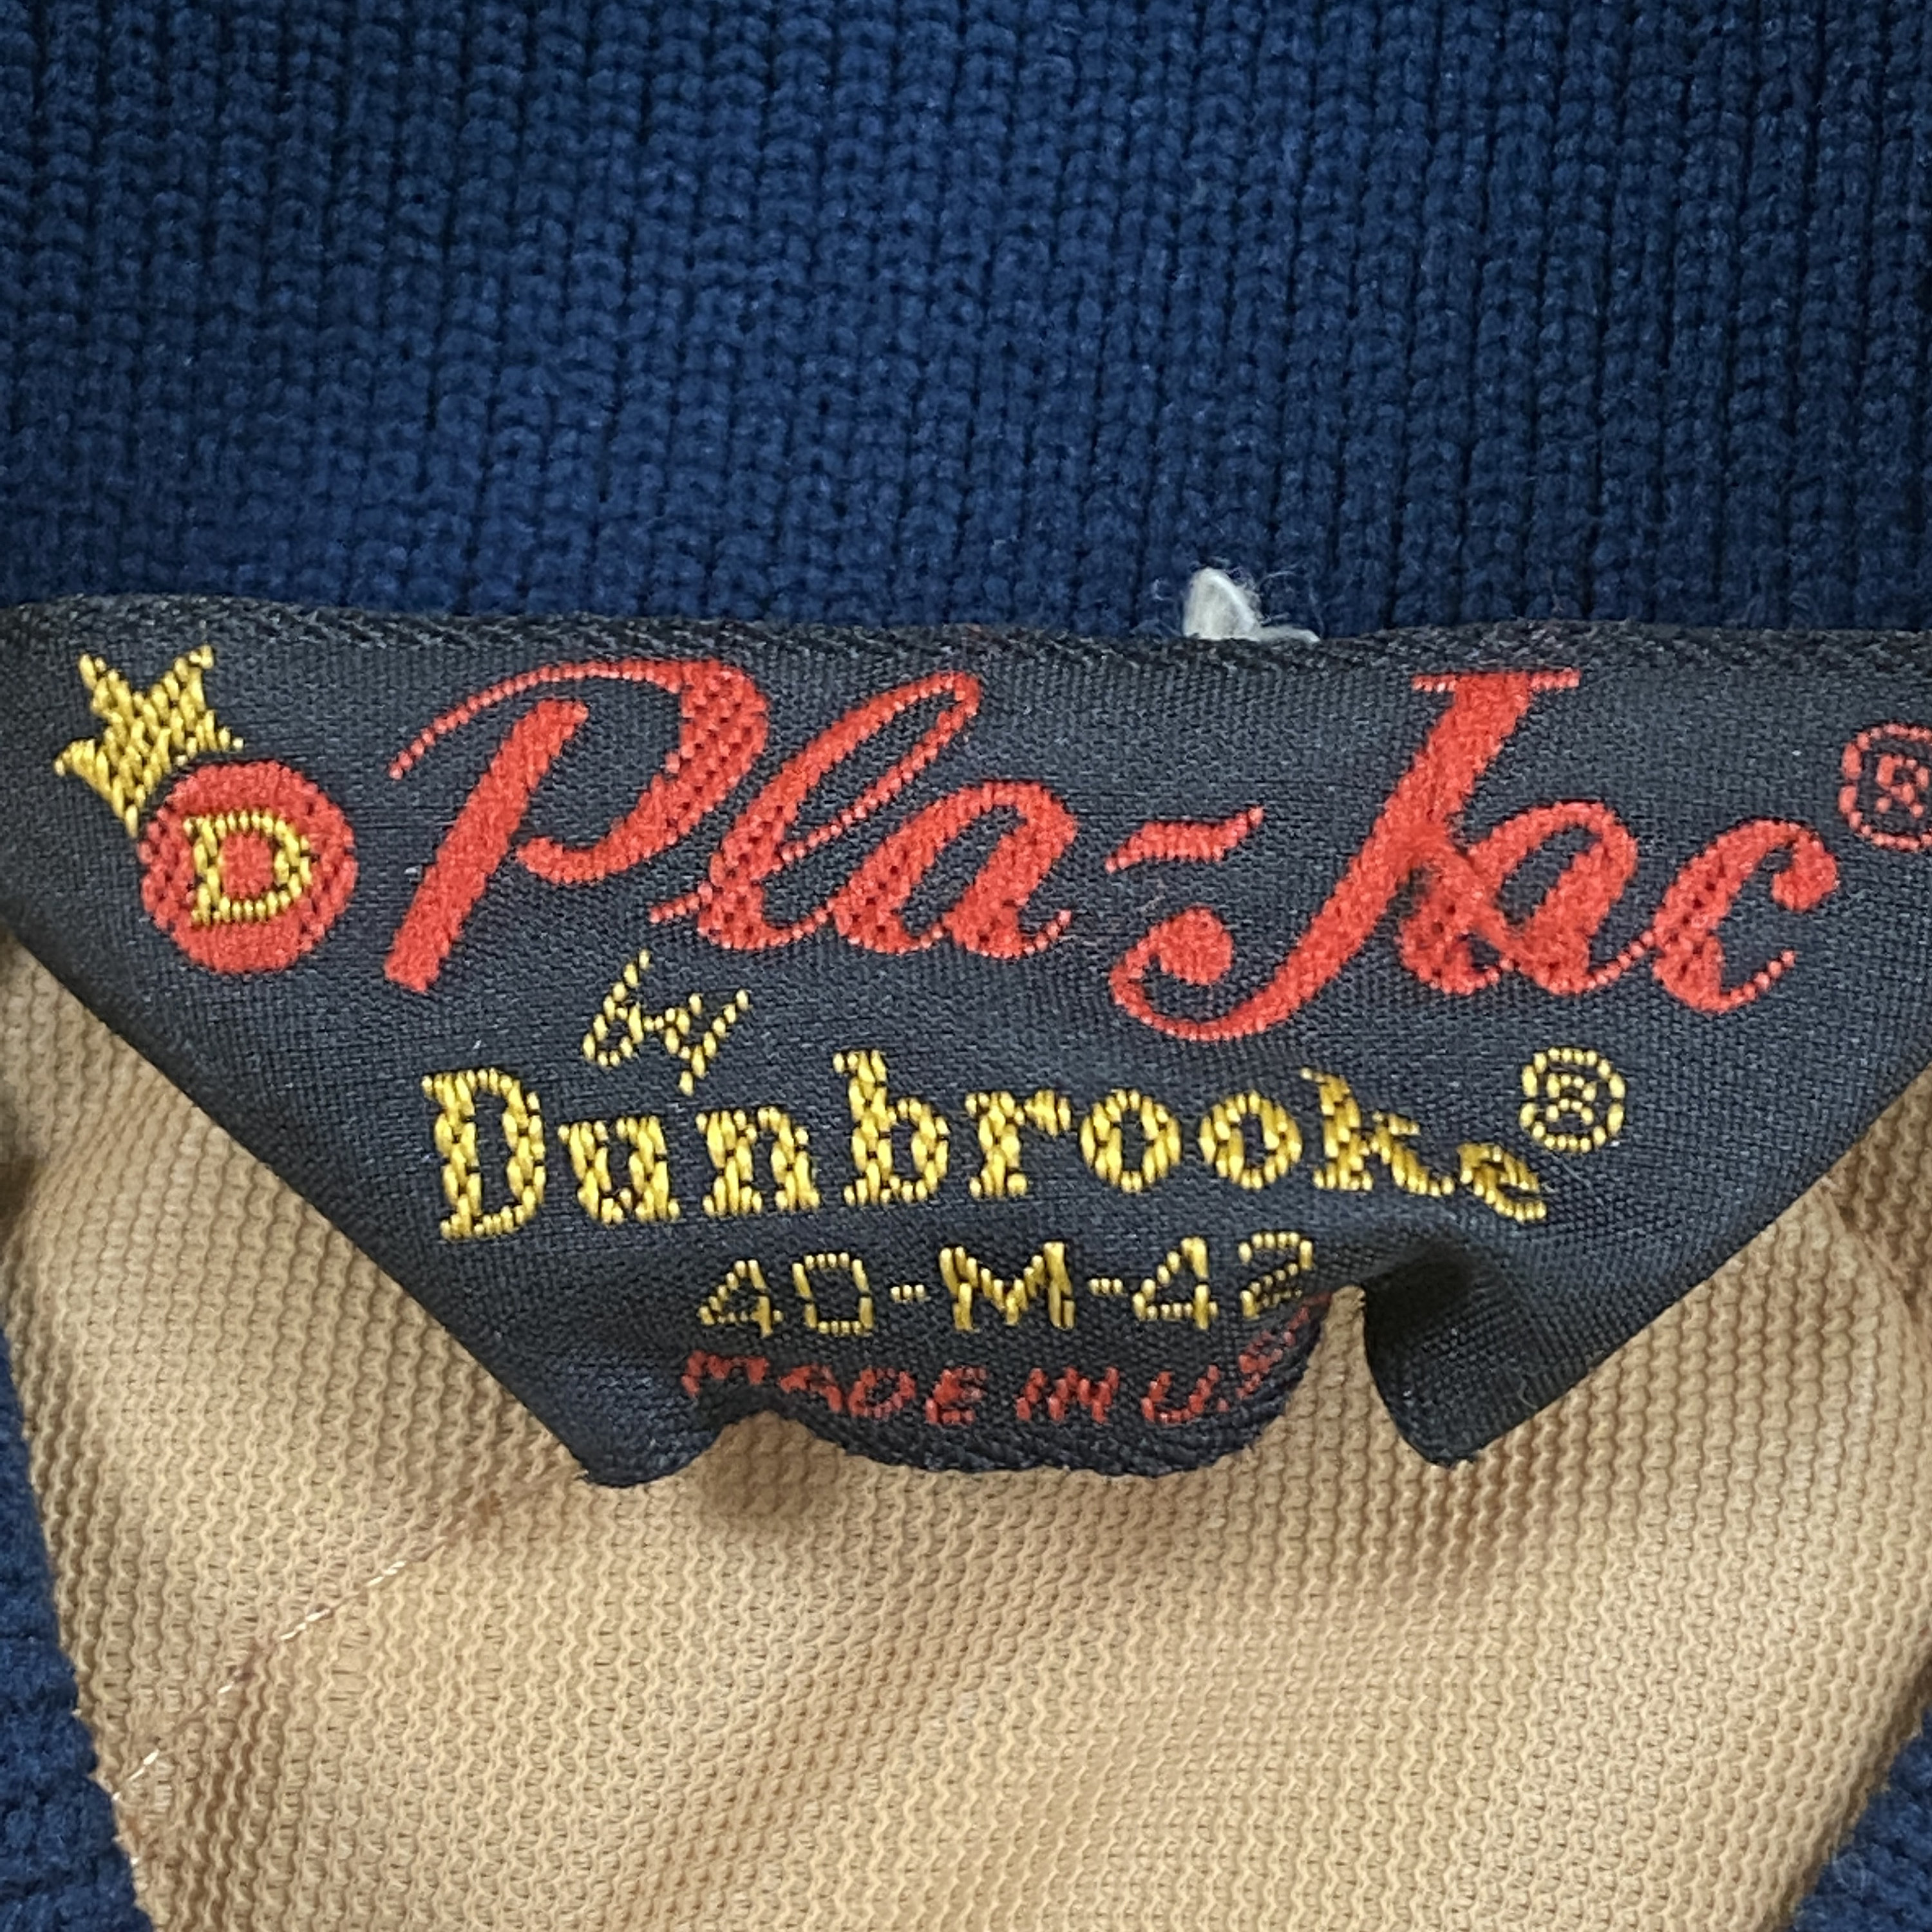 D Pla-Jac®
by
Dunbrooke®
40-M-42
MADE IN U.S